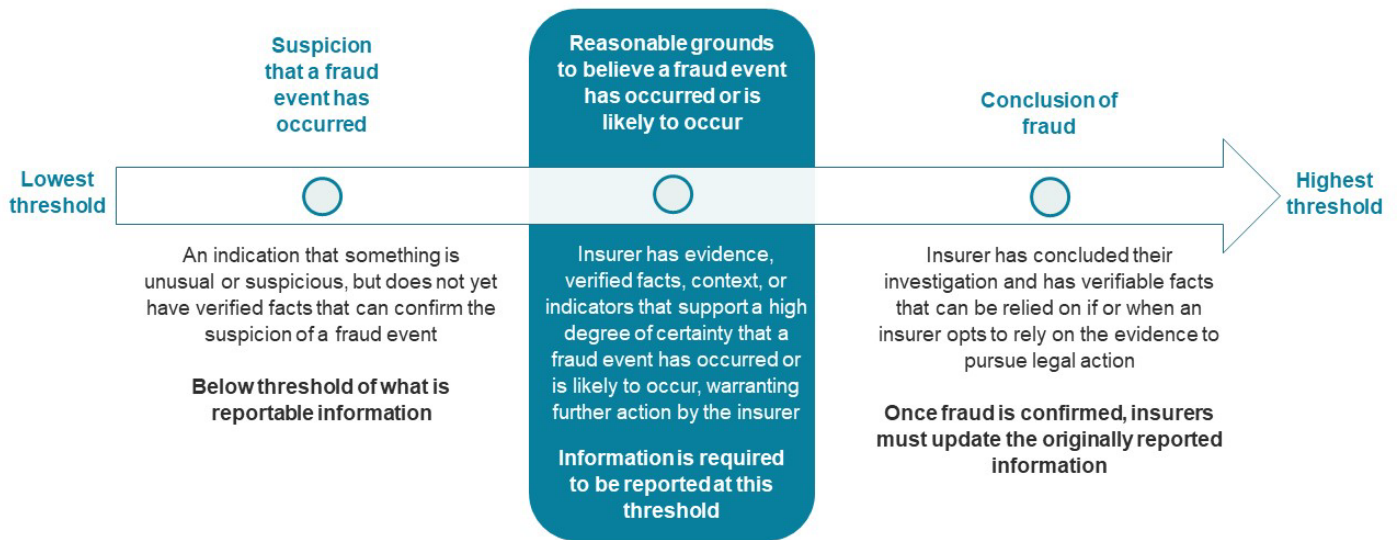 Suspicion
that a fraud
event has
occurred
Reasonable grounds
to believe a fraud event
has occurred or is
likely to occur
Conclusion of
fraud
Lowest
threshold
Highest
threshold
An indication that something is
unusual or suspicious, but does not yet
have verified facts that can confirm the
suspicion of a fraud event
Below threshold of what is
reportable information
Insurer has evidence,
verified facts, context, or
indicators that support a high
degree of certainty that a
fraud event has occurred or
is likely to occur, warranting
further action by the insurer
Information is required
to be reported at this
threshold
Insurer has concluded their
investigation and has verifiable facts
that can be relied on if or when an
insurer opts to rely on the evidence to
pursue legal action
Once fraud is confirmed, insurers
must update the originally reported
information